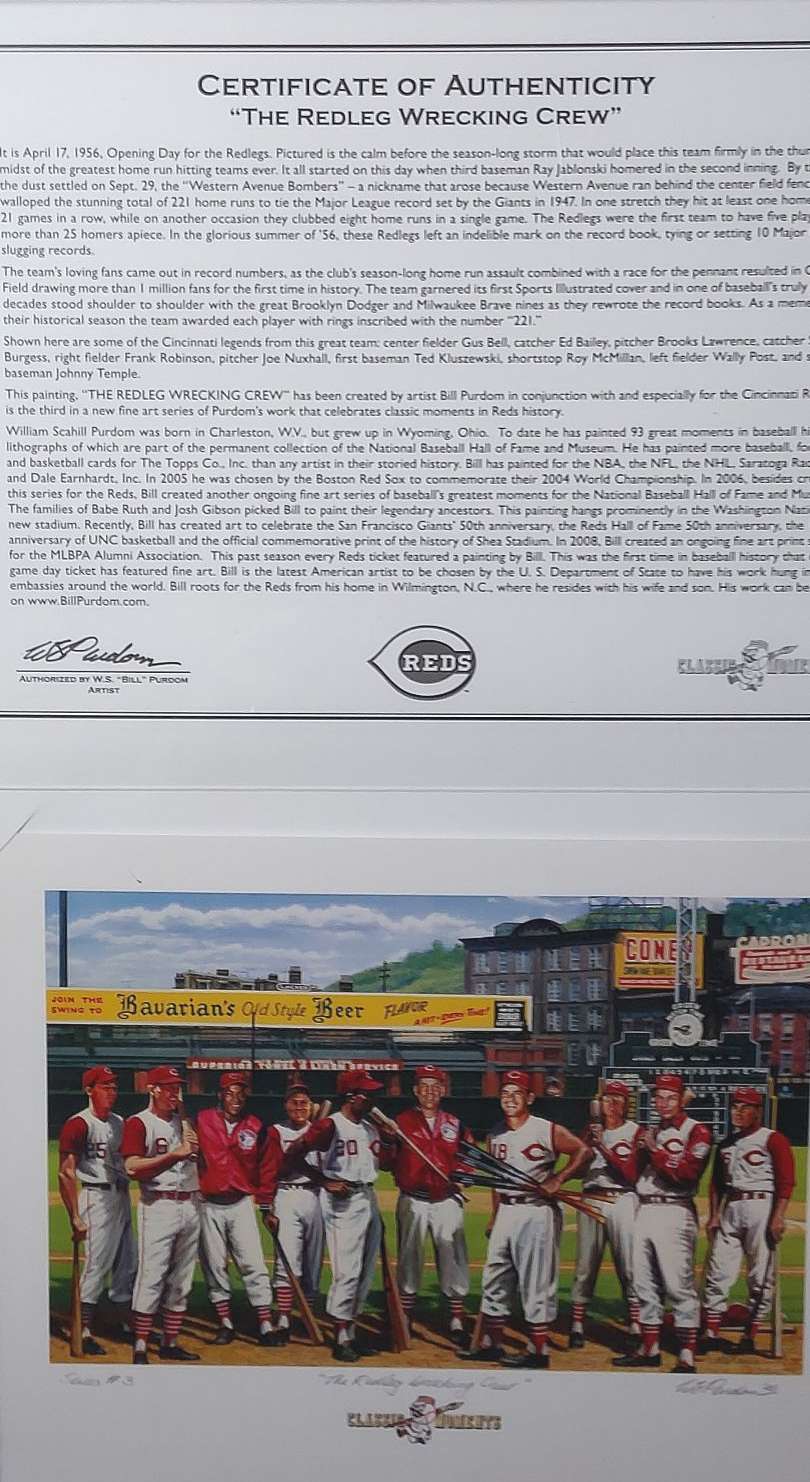 CERTIFICATE OF AUTHENTICITY
"THE REDLEG WRECKING CREW"
It is April 17, 1956, Opening Day for the Redlegs. Pictured is the calm before the season-long storm that would place this team firmly in the
midst of the greatest home run hitting teams ever. It all started on this day when third baseman Ray Jablonski homered in the second inning. By
the dust settled on Sept. 29, the "Western Avenue Bombers" – a nickname that arose because Western Avenue ran behind the center field
walloped the stunning total of 221 home runs to tie the Major League record set by the Giants in 1947. In one stretch they hit at least one
21 games in a row, while on another occasion they clubbed eight home runs in a single game. The Redlegs were the first team to have five
more than 25 homers apiece. In the glorious summer of '56, these Redlegs left an indelible mark on the record book, tying or setting 10 Major
slugging records.
The team's loving fans came out in record numbers, as the club's season-long home run assault combined with a race for the pennant resulted in
Field drawing more than 1 million fans for the first time in history. The team garnered its first Sports Illustrated cover and in one of baseball's truly
decades stood shoulder to shoulder with the great Brooklyn Dodger and Milwaukee Brave nines as they rewrote the record books. As a
their historical season the team awarded each player with rings inscribed with the number "221."
Shown here are some of the Cincinnati legends from this great team: center fielder Gus Bell, catcher Ed Bailey, pitcher Brooks Lawrence, catcher
Burgess, right fielder Frank Robinson, pitcher Joe Nuxhall, first baseman Ted Kluszewski, shortstop Roy McMillan, left fielder Wally Post, and
baseman Johnny Temple.
This painting, "THE REDLEG WRECKING CREW" has been created by artist Bill Purdom in conjunction with and especially for the Cincinnati
is the third in a new fine art series of Purdom's work that celebrates classic moments in Reds history.
William Scahill Purdom was born in Charleston, W.V., but grew up in Wyoming, Ohio. To date he has painted 93 great moments in baseball
lithographs of which are part of the permanent collection of the National Baseball Hall of Fame and Museum. He has painted more baseball,
and basketball cards for The Topps Co., Inc. than any artist in their storied history. Bill has painted for the NBA, the NFL, the NHL, Saratoga
and Dale Earnhardt, Inc. In 2005 he was chosen by the Boston Red Sox to commemorate their 2004 World Championship. In 2006, besides
this series for the Reds, Bill created another ongoing fine art series of baseball's greatest moments for the National Baseball Hall of Fame and
The families of Babe Ruth and Josh Gibson picked Bill to paint their legendary ancestors. This painting hangs prominently in the Washington
new stadium. Recently, Bill has created art to celebrate the San Francisco Giants' 50th anniversary, the Reds Hall of Fame 50th anniversary, the
anniversary of UNC basketball and the official commemorative print of the history of Shea Stadium. In 2008, Bill created an ongoing fine art print
for the MLBPA Alumni Association. This past season every Reds ticket featured a painting by Bill. This was the first time in baseball history that
game day ticket has featured fine art. Bill is the latest American artist to be chosen by the U. S. Department of State to have his work hung
embassies around the world. Bill roots for the Reds from his home in Wilmington, N.C., where he resides with his wife and son. His work can be
on www.BillPurdom.com.
WS Purdom
REDS
CLASSIC
AUTHORIZED BY W.S. "BILL" PURDOM
ARTIST
CONEY
JOIN THE
SWING TO
Bavarian's Old Style Beer
FLAVOR
A HIT - EVERY TIME!
SUPERIOR TOWEL & LINEN SERVICE
25
6
20
18
C
Series #3
"The Redleg Wrecking Crew"
WS Purdom
CLASSIC MOMENTS